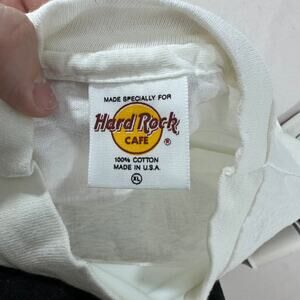 MADE SPECIALLY FOR
Hard Rock
CAFE
®
100% COTTON
MADE IN U.S.A.
XL